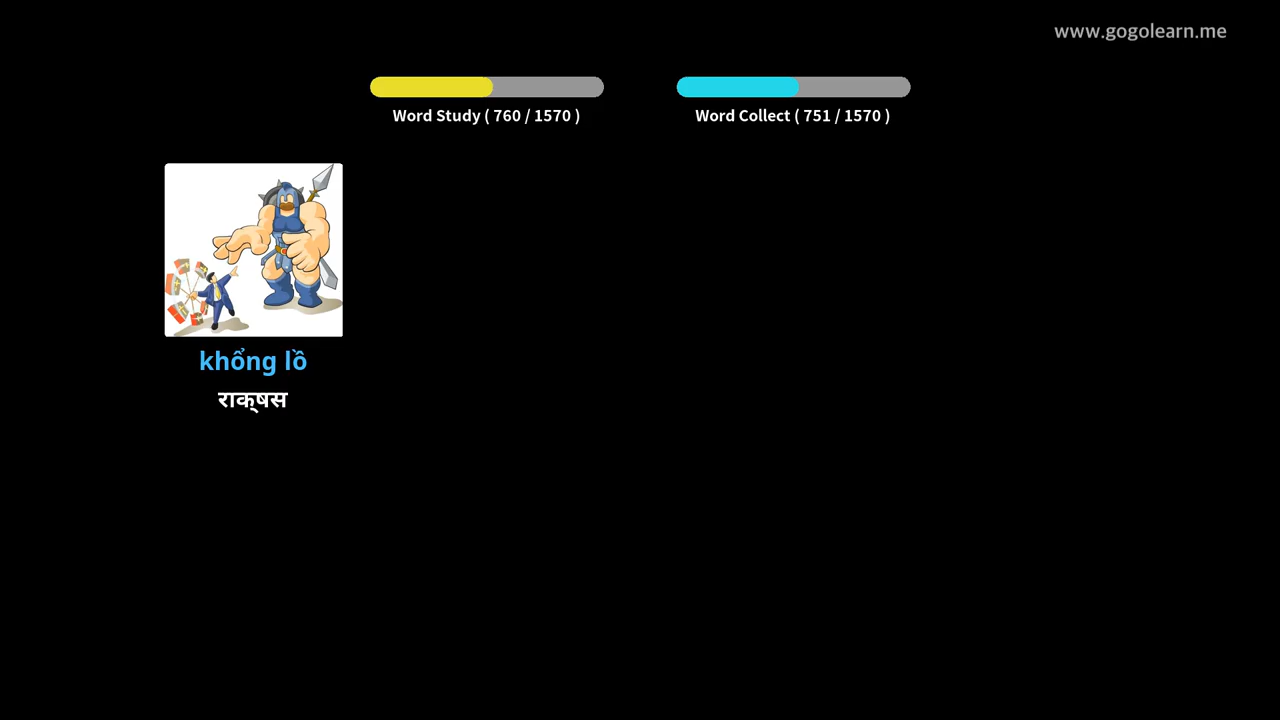 www.gogolearn.me
Word Study ( 760 / 1570 )
Word Collect ( 751 / 1570 )
khổng lồ
राक्षस